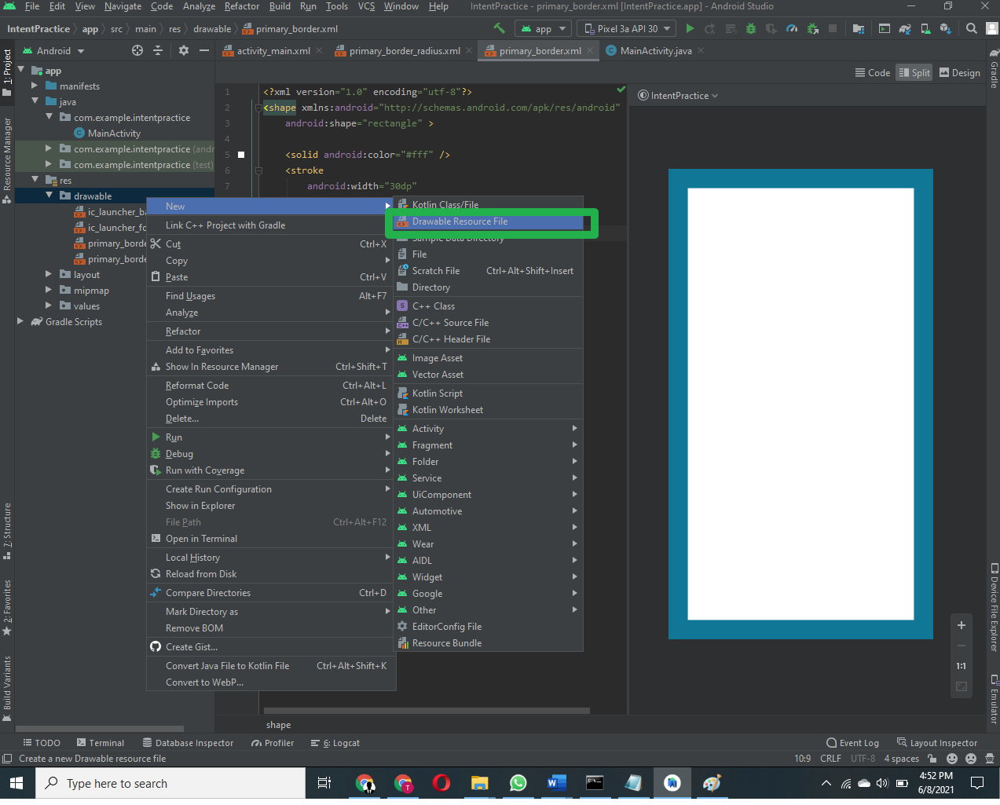 File Edit View Navigate Code Analyze Refactor Build Run Tools VCS Window Help IntentPractice - primary_border.xml [IntentPractice.app] - Android Studio
IntentPractice app src main res drawable primary_border.xml app Pixel 3a API 30
Android activity_main.xml primary_border_radius.xml primary_border.xml MainActivity.java
Code Split Design
IntentPractice
1: Project
Resource Manager
7: Structure
2: Favorites
Build Variants
app
manifests
java
com.example.intentpractice
MainActivity
com.example.intentpractice (andr
com.example.intentpractice (test)
res
drawable
ic_launcher_ba
ic_launcher_fo
primary_borde
primary_borde
layout
mipmap
values
Gradle Scripts
1 <?xml version="1.0" encoding="utf-8"?>
2 <shape xmlns:android="http://schemas.android.com/apk/res/android"
3 android:shape="rectangle" >
4
5 <solid android:color="#fff" />
6 <stroke
7 android:width="30dp"
New
Link C++ Project with Gradle
Cut Ctrl+X
Copy
Paste Ctrl+V
Find Usages Alt+F7
Analyze
Refactor
Add to Favorites
Show In Resource Manager Ctrl+Shift+T
Reformat Code Ctrl+Alt+L
Optimize Imports Ctrl+Alt+O
Delete... Delete
Run
Debug
Run with Coverage
Create Run Configuration
Show in Explorer
File Path Ctrl+Alt+F12
Open in Terminal
Local History
Reload from Disk
Compare Directories Ctrl+D
Mark Directory as
Remove BOM
Create Gist...
Convert Java File to Kotlin File Ctrl+Alt+Shift+K
Convert to WebP...
Kotlin Class/File
Drawable Resource File
Sample Data Directory
File
Scratch File Ctrl+Alt+Shift+Insert
Directory
S C++ Class
C++ C/C++ Source File
H C/C++ Header File
Image Asset
Vector Asset
Kotlin Script
Kotlin Worksheet
Activity
Fragment
Folder
Service
UiComponent
Automotive
XML
Wear
AIDL
Widget
Google
Other
EditorConfig File
Resource Bundle
1:1
Gradle
Device File Explorer
Emulator
shape
TODO Terminal Database Inspector Profiler 6: Logcat Event Log Layout Inspector
Create a new Drawable resource file 10:9 CRLF UTF-8 4 spaces
Type here to search
4:52 PM
6/8/2021